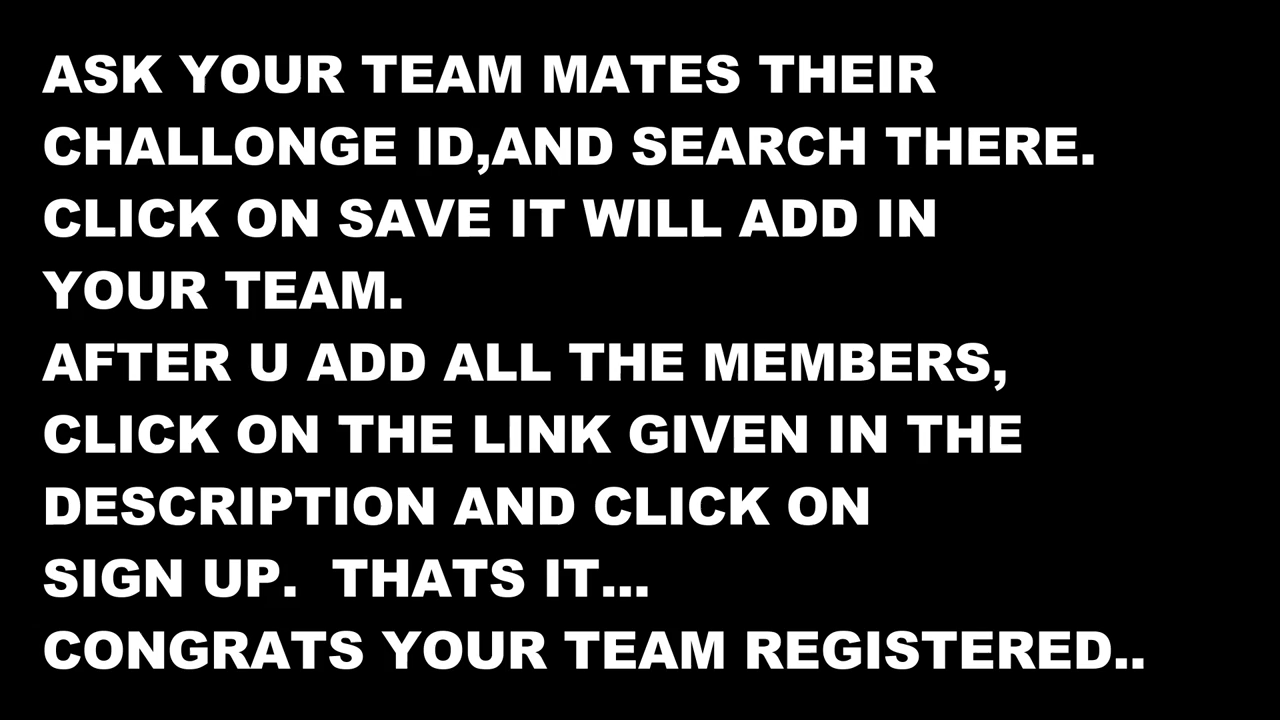 ASK YOUR TEAM MATES THEIR
CHALLONGE ID,AND SEARCH THERE.
CLICK ON SAVE IT WILL ADD IN
YOUR TEAM.
AFTER U ADD ALL THE MEMBERS,
CLICK ON THE LINK GIVEN IN THE
DESCRIPTION AND CLICK ON
SIGN UP.  THATS IT...
CONGRATS YOUR TEAM REGISTERED..